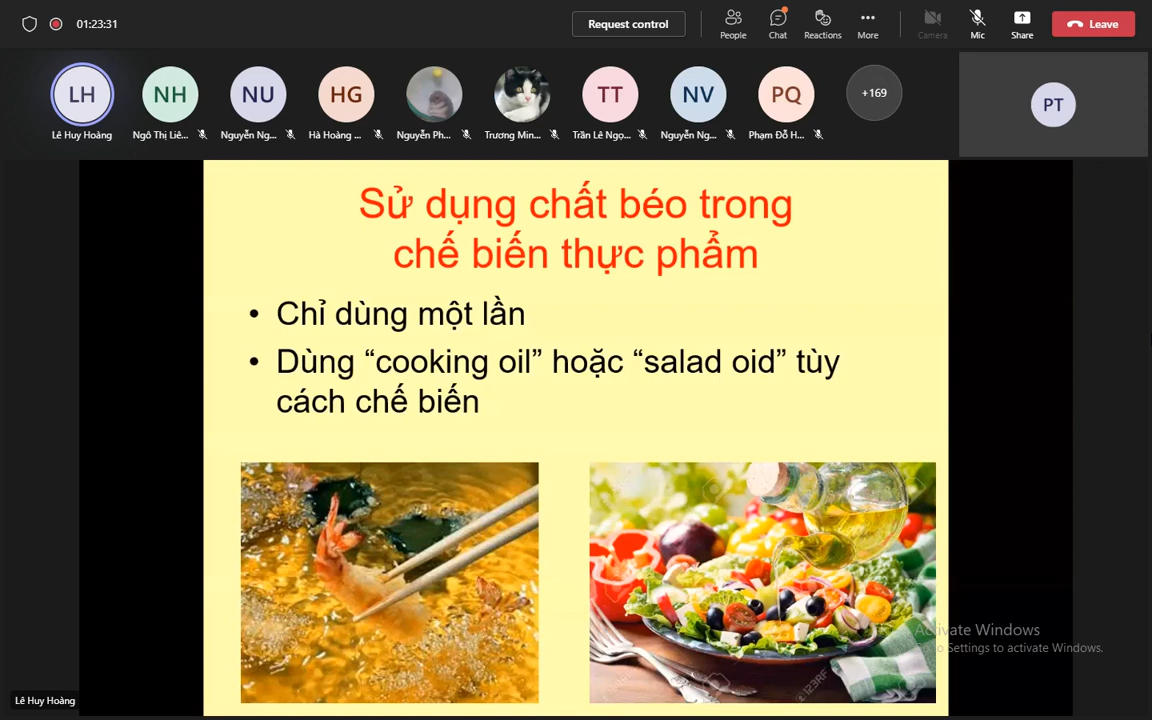 01:23:31
Request control
People
Chat
Reactions
More
Camera
Mic
Share
Leave
LH
NH
NU
HG
TT
NV
PQ
+169
PT
Lê Huy Hoàng
Ngô Thị Liê...
Nguyễn Ng...
Hà Hoàng ...
Nguyễn Ph...
Trương Min...
Trần Lê Ngọ...
Nguyễn Ng...
Phạm Đỗ H...
Sử dụng chất béo trong
chế biến thực phẩm
• Chỉ dùng một lần
• Dùng “cooking oil” hoặc “salad oid” tùy
cách chế biến
123RF
Activate Windows
Go to Settings to activate Windows.
Lê Huy Hoàng